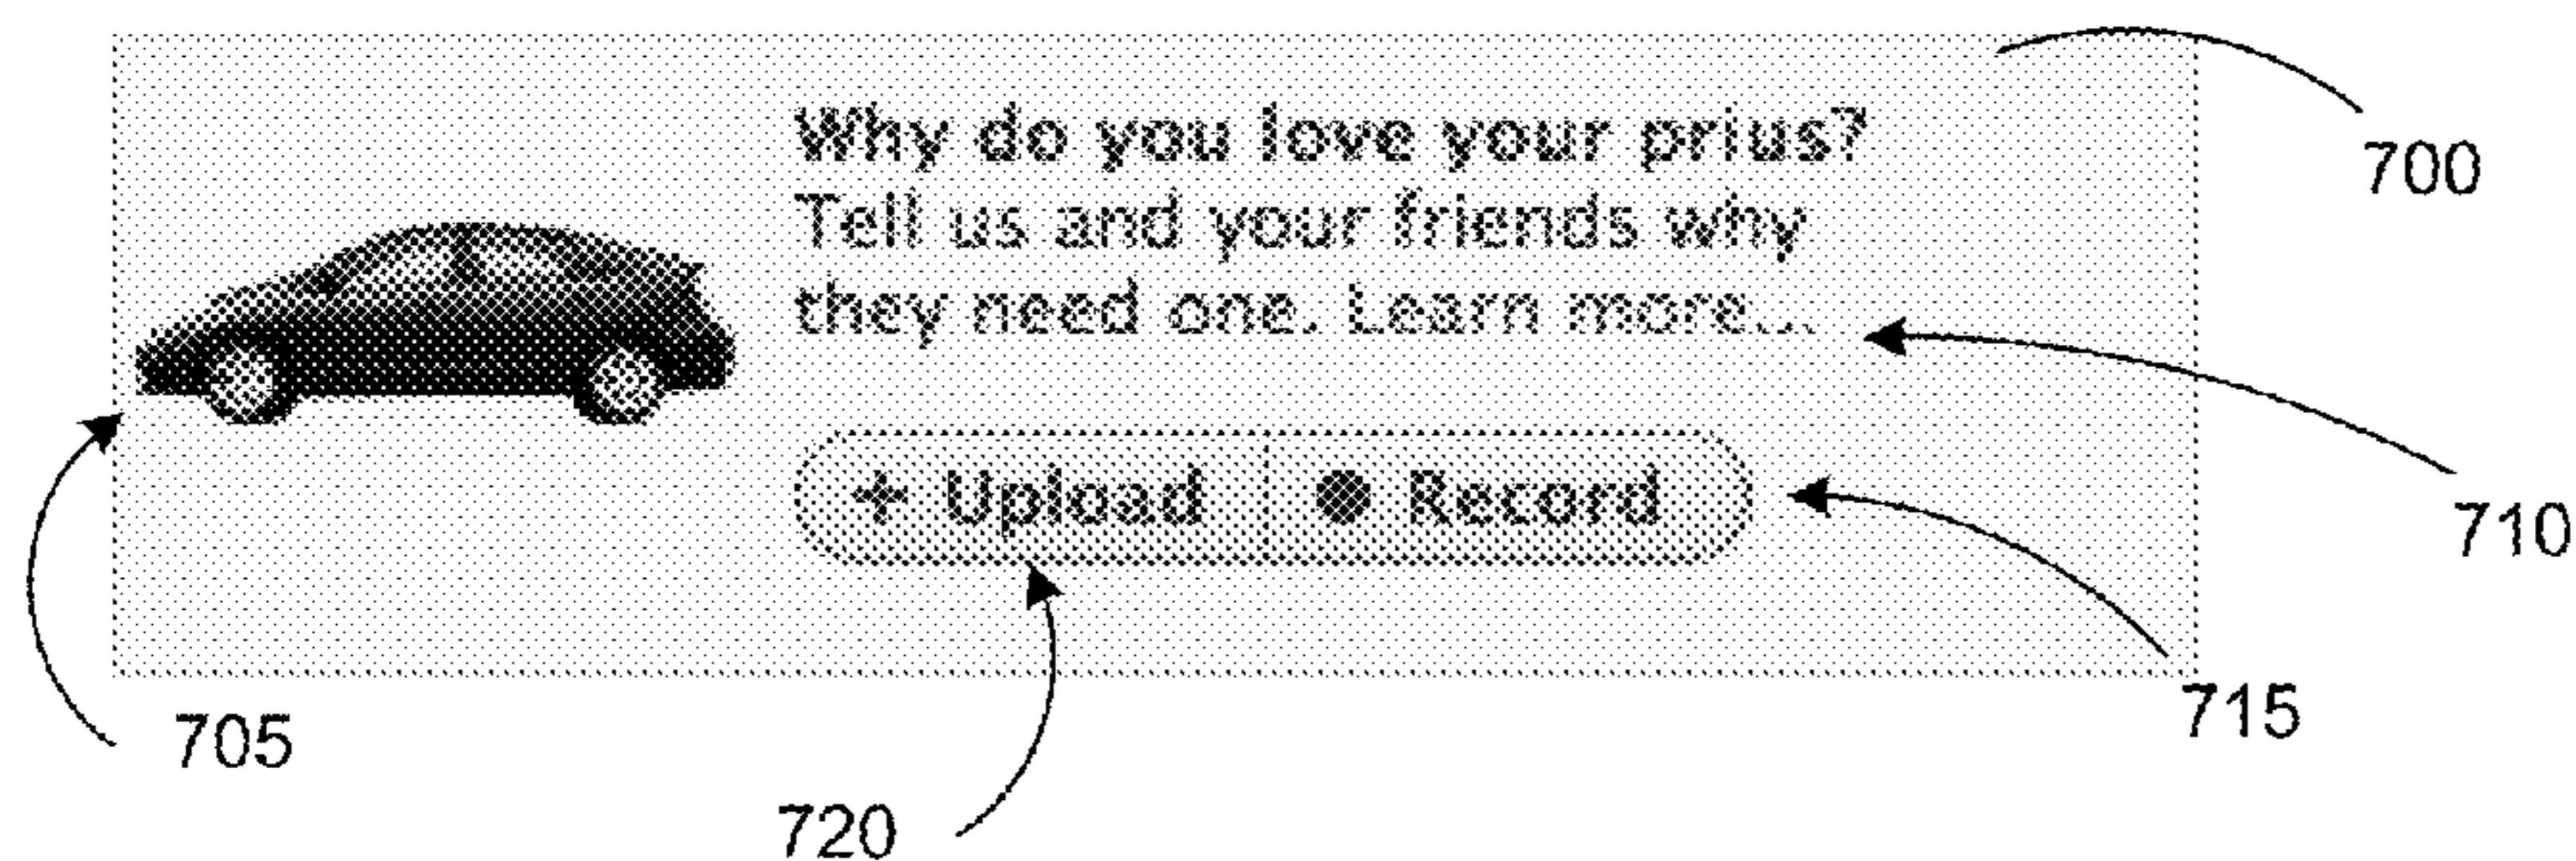 Why do you love your prius?
Tell us and your friends why
they need one. Learn more...
+ Upload ● Record
700
710
715
705
720